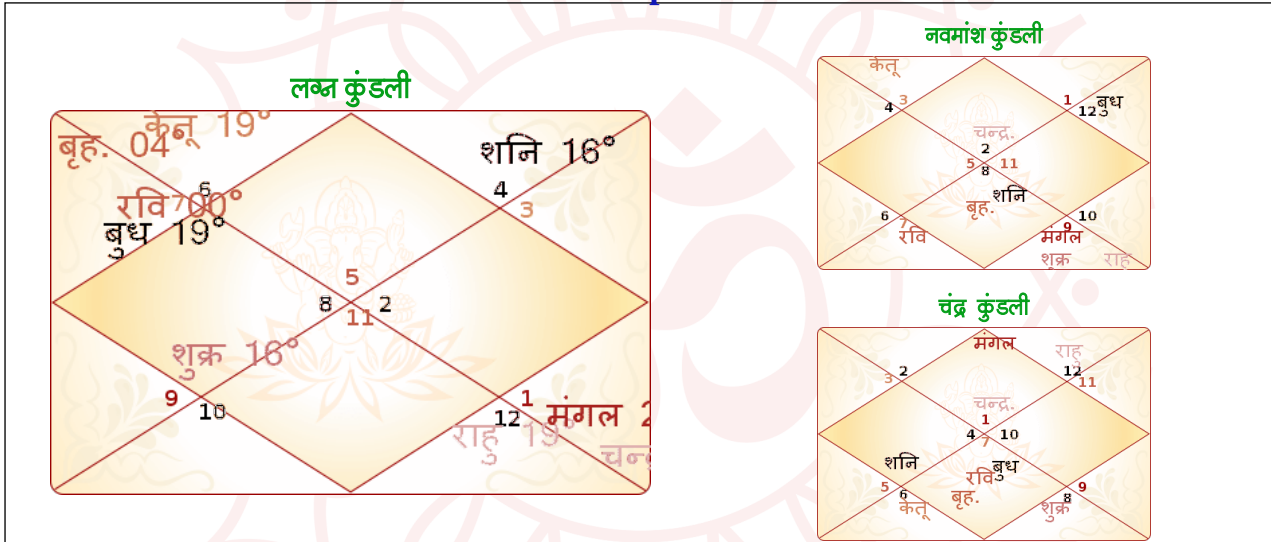 लग्न कुंडली
केतू 19°
बृह. 04°
शनि 16°
6
4
रवि 00°
7
3
बुध 19°
5
8
2
11
शुक्र 16°
9
10
1
12
मंगल 2
राहु 19°
चन्
नवमांश कुंडली
केतू
4
3
1
12
बुध
चन्द्र.
2
5
11
8
शनि
बृह.
6
7
रवि
10
9
मंगल
शुक्र
राहु
चंद्र कुंडली
मंगल
राहु
3
2
12
11
चन्द्र.
1
4
10
7
शनि
रवि
बुध
बृह.
5
6
केतू
9
8
शुक्र